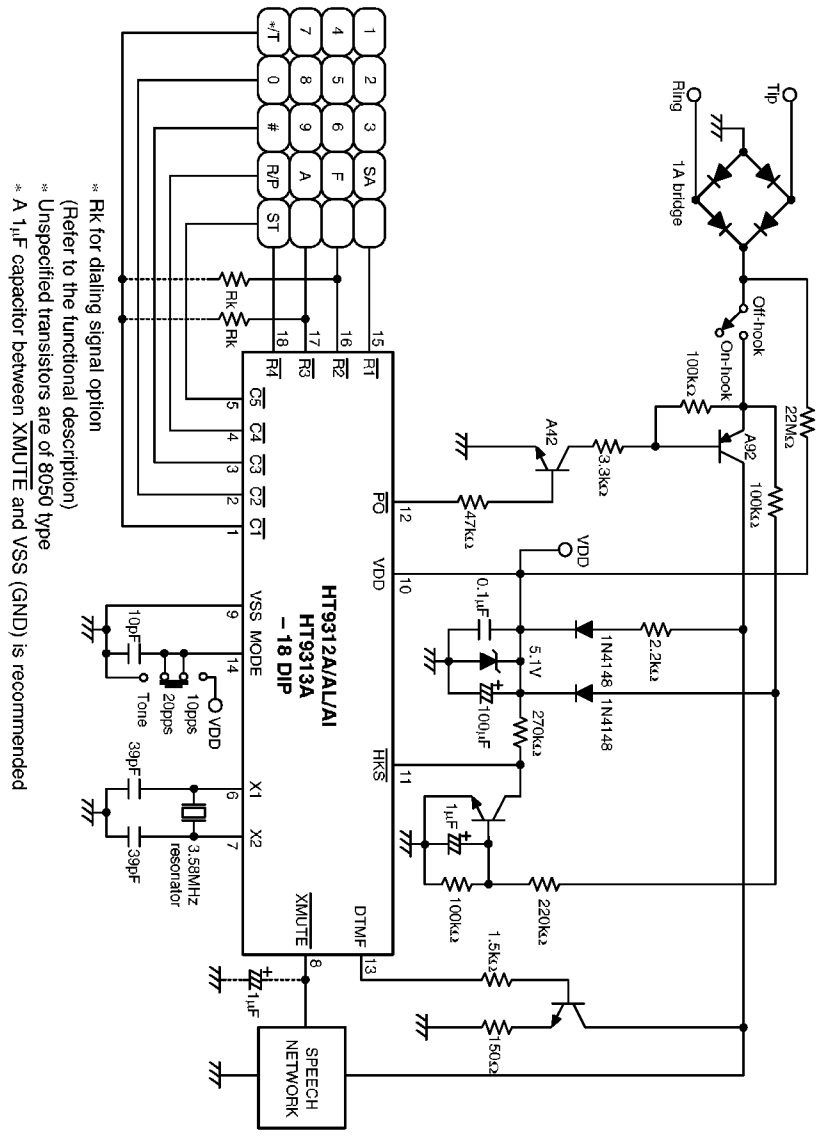 Tip
Ring
1A bridge
Off-hook
On-hook
22MΩ
100kΩ
A92
100kΩ
A42
3.3kΩ
47kΩ
VDD
0.1μF
5.1V
100μF
1N4148
2.2kΩ
1N4148
270kΩ
1μF
100kΩ
220kΩ
1.5kΩ
150Ω
1 2 3 SA
4 5 6 F
7 8 9 A
*/T 0 # R/P ST
Rk
Rk
15
16
17
18
12
10
11
13
R1
R2
R3
R4
PO
VDD
HKS
DTMF
HT9312A/AL/AI
HT9313A
– 18 DIP
XMUTE
8
1μF
SPEECH
NETWORK
C5
C4
C3
C2
C1
VSS
MODE
X1
X2
5
4
3
2
1
9
14
6
7
10pF
VDD
10pps
20pps
Tone
39pF
39pF
3.58MHz
resonator
* Rk for dialing signal option
(Refer to the functional description)
* Unspecified transistors are of 8050 type
* A 1μF capacitor between XMUTE and VSS (GND) is recommended